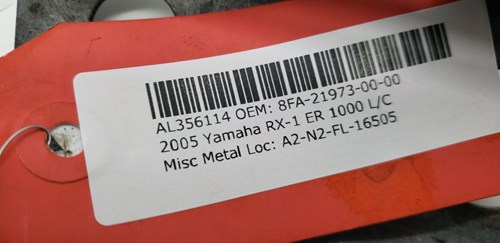 AL356114 OEM: 8FA-21973-00-00
2005 Yamaha RX-1 ER 1000 L/C
Misc Metal Loc: A2-N2-FL-16505